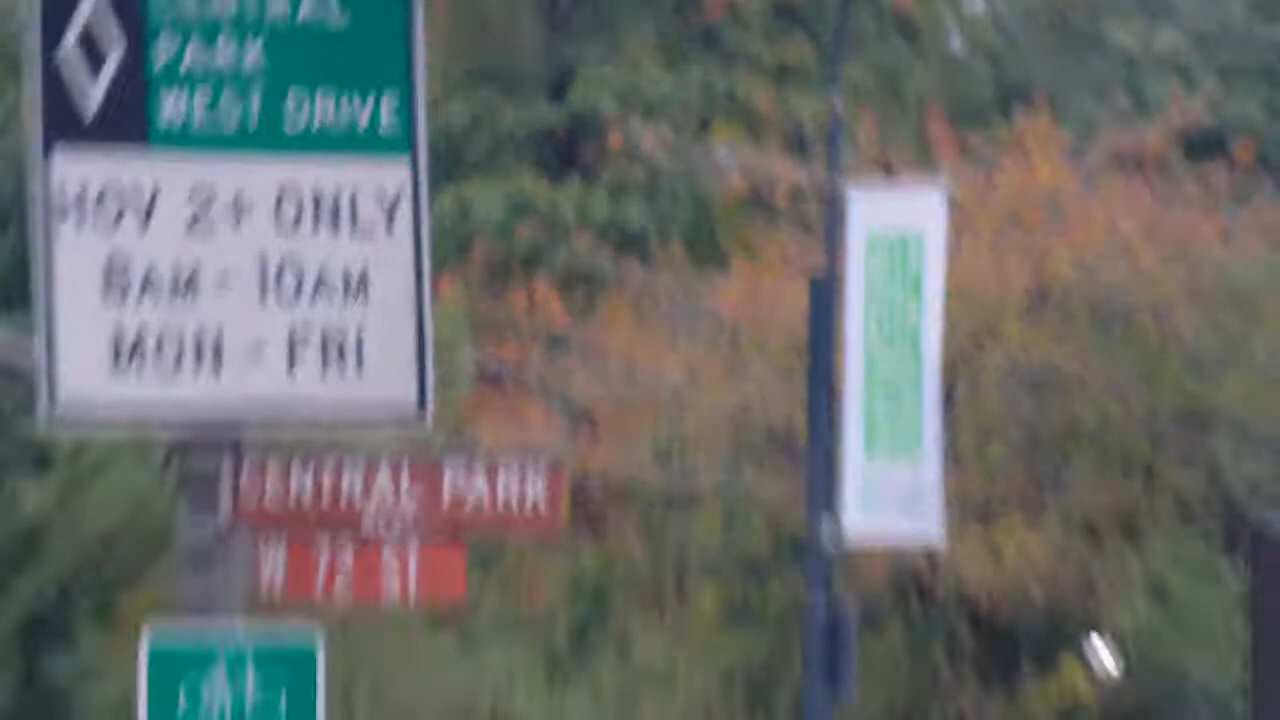 CENTRAL
PARK
WEST DRIVE
HOV 2+ ONLY
8AM - 10AM
MON - FRI
CENTRAL PARK
W 72 ST